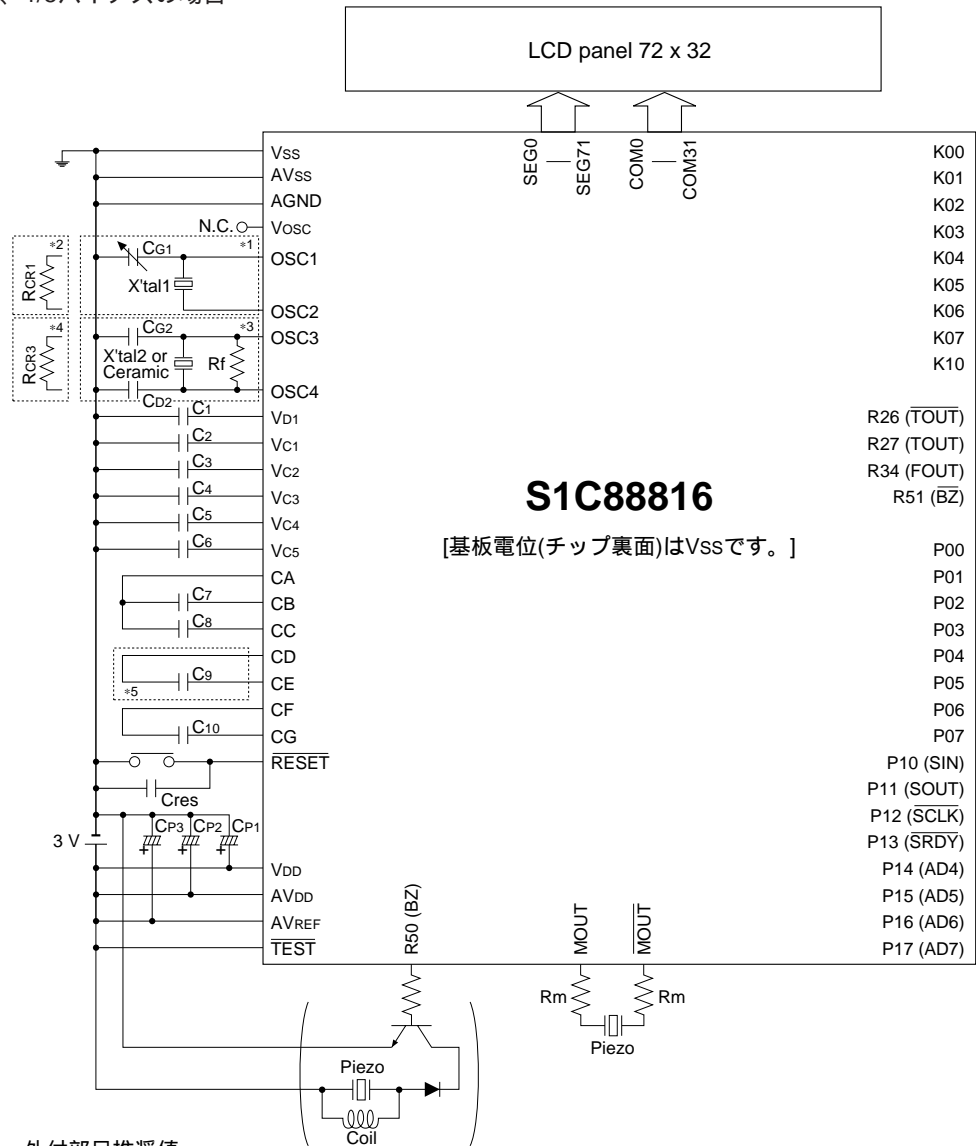 LCD panel 72 x 32
SEG0
SEG71
COM0
COM31
Vss
AVss
AGND
N.C.
Vosc
*2
RCR1
CG1
*1
X'tal1
OSC1
OSC2
*4
RCR3
CG2
*3
X'tal2 or
Ceramic
Rf
CD2
OSC3
OSC4
C1
VD1
C2
VC1
C3
VC2
C4
VC3
C5
VC4
C6
VC5
CA
C7
CB
C8
CC
CD
C9
*5
CE
CF
C10
CG
RESET
Cres
3 V
CP3
CP2
CP1
+
+
+
VDD
AVDD
AVREF
TEST
S1C88816
[基板電位(チップ裏面)はVssです。]
K00
K01
K02
K03
K04
K05
K06
K07
K10
R26 (TOUT)
R27 (TOUT)
R34 (FOUT)
R51 (BZ)
P00
P01
P02
P03
P04
P05
P06
P07
P10 (SIN)
P11 (SOUT)
P12 (SCLK)
P13 (SRDY)
P14 (AD4)
P15 (AD5)
P16 (AD6)
P17 (AD7)
R50 (BZ)
MOUT
MOUT
Rm
Rm
Piezo
Piezo
Coil